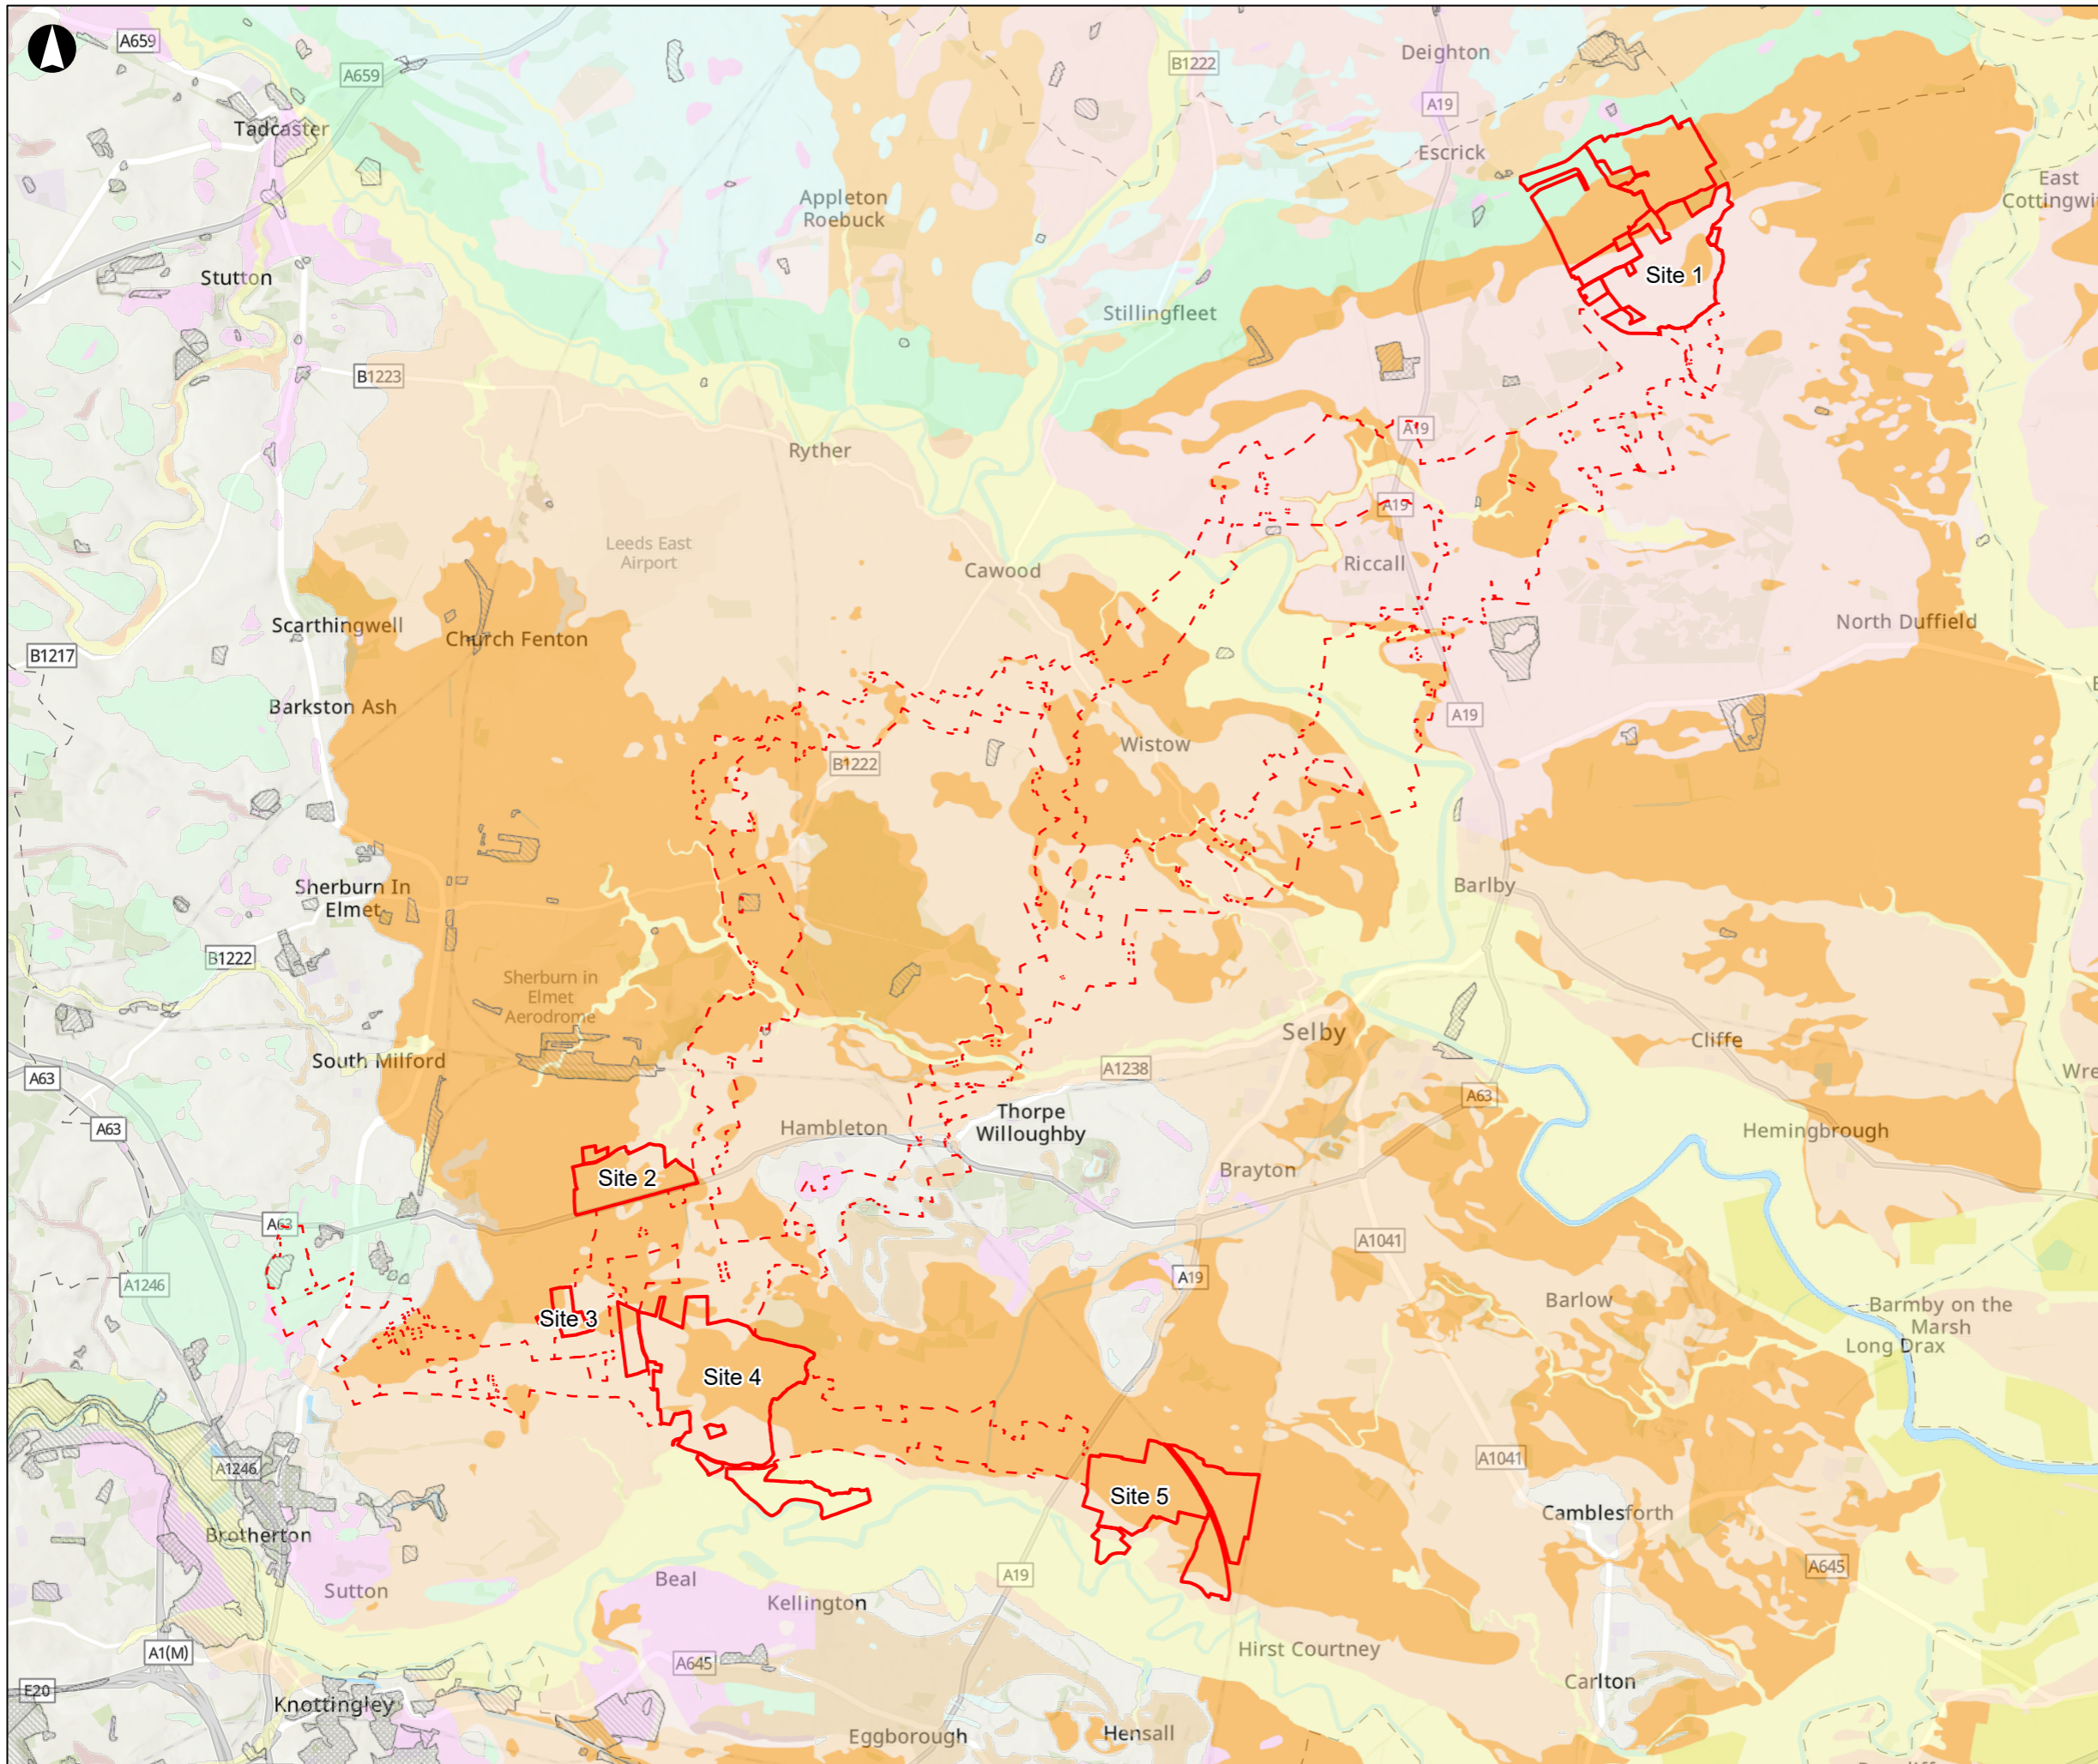 A659
Deighton
B1222
A659
A19
Tadcaster
Escrick
East
Cottingwi
Appleton
Roebuck
Stutton
Site 1
Stillingfleet
B1223
A19
Ryther
A19
Leeds East
Airport
Riccall
Cawood
Scarthingwell
Church Fenton
North Duffield
B1217
Barkston Ash
A19
Wistow
B1222
Sherburn In
Elmet
Barlby
B1222
Sherburn in
Elmet
Aerodrome
Selby
Cliffe
South Milford
A1238
A63
Wre
A63
A63
Thorpe
Willoughby
Hambleton
Hemingbrough
Site 2
Brayton
A63
A1041
A1246
A19
Barlow
Barmby on the
Marsh
Site 3
Long Drax
Site 4
A1041
A1246
Site 5
Camblesforth
Brotherton
A645
A19
Beal
Sutton
Kellington
Hirst Courtney
A1(M)
A645
Carlton
E20
Knottingley
Eggborough
Hensall